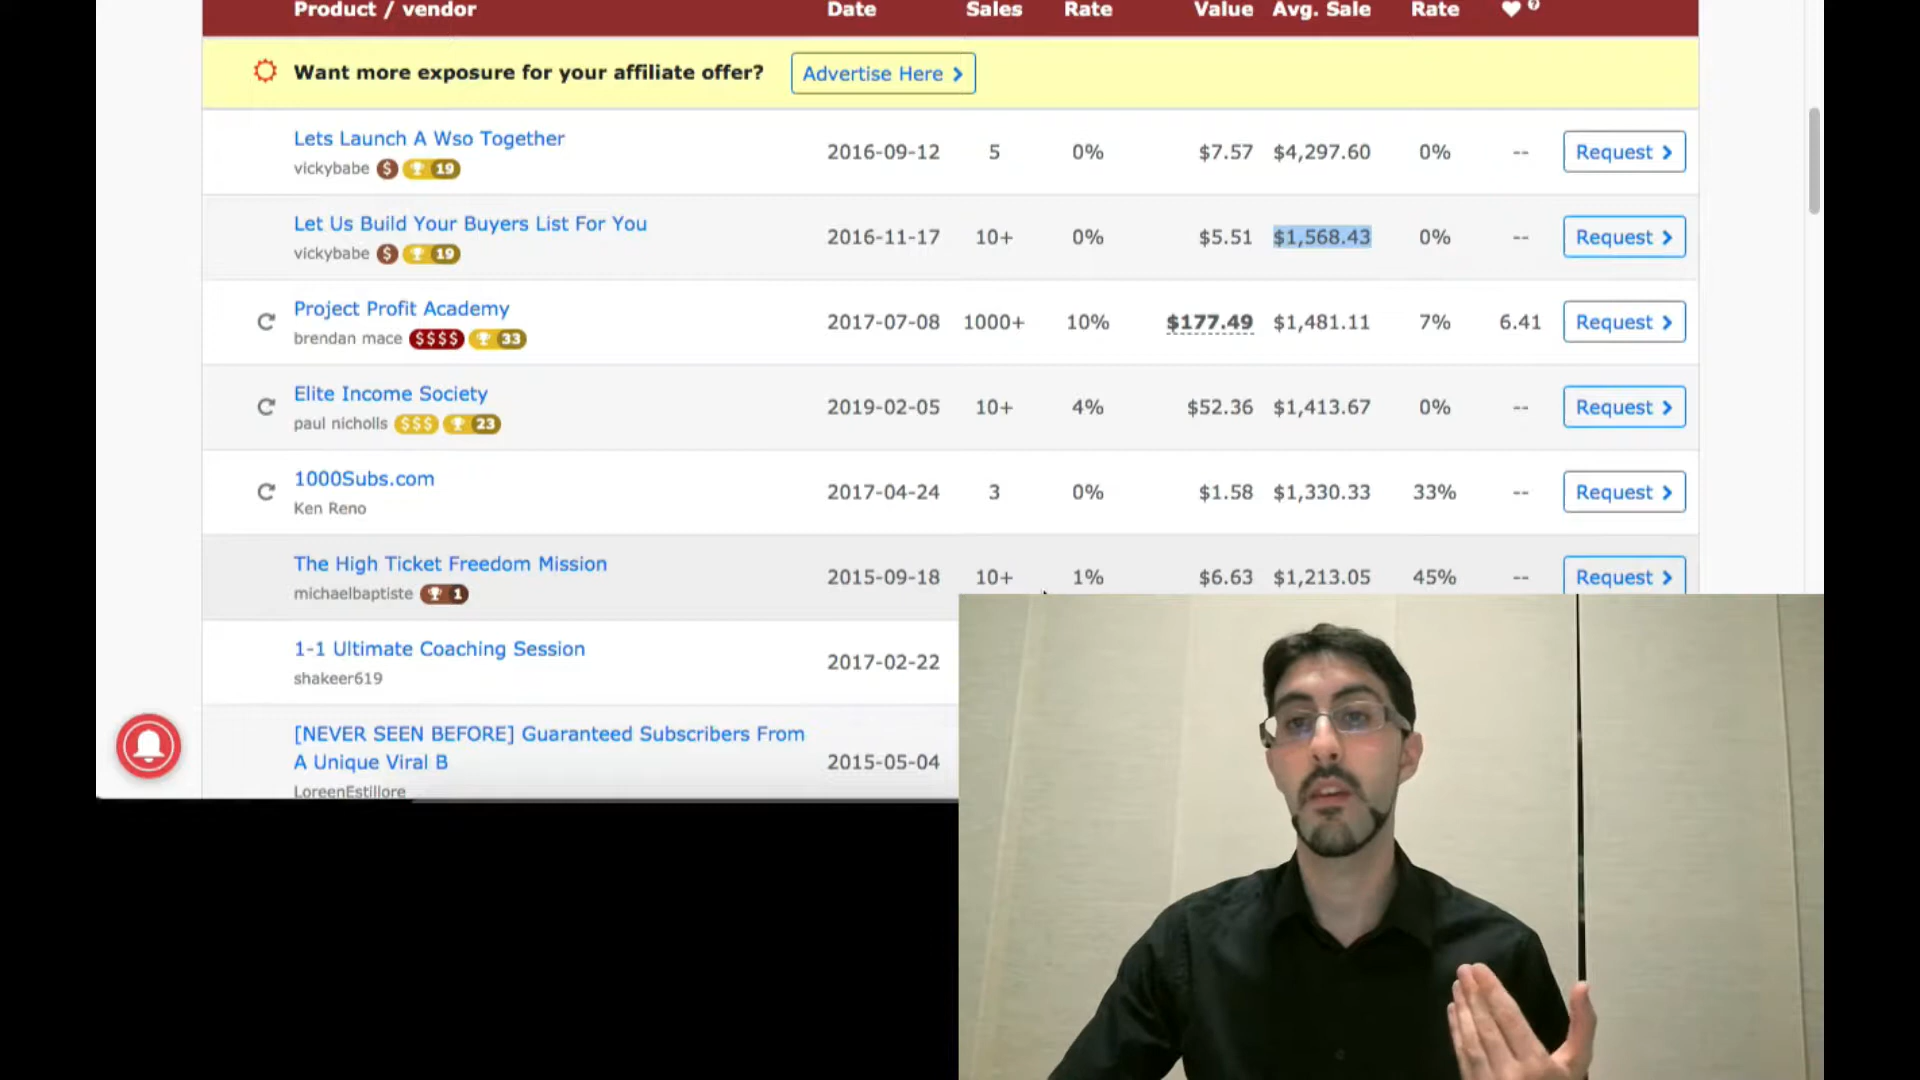 Product / vendor Date Sales Rate Value Avg. Sale Rate ?
Want more exposure for your affiliate offer? Advertise Here
Lets Launch A Wso Together
vickybabe $ 19
2016-09-12 5 0% $7.57 $4,297.60 0% -- Request
Let Us Build Your Buyers List For You
vickybabe $ 19
2016-11-17 10+ 0% $5.51 $1,568.43 0% -- Request
Project Profit Academy
brendan mace $$$$ 33
2017-07-08 1000+ 10% $177.49 $1,481.11 7% 6.41 Request
Elite Income Society
paul nicholls $$$ 23
2019-02-05 10+ 4% $52.36 $1,413.67 0% -- Request
1000Subs.com
Ken Reno
2017-04-24 3 0% $1.58 $1,330.33 33% -- Request
The High Ticket Freedom Mission
michaelbaptiste 1
2015-09-18 10+ 1% $6.63 $1,213.05 45% -- Request
1-1 Ultimate Coaching Session
shakeer619
2017-02-22
[NEVER SEEN BEFORE] Guaranteed Subscribers From
A Unique Viral B
2015-05-04
LoreenEstillore